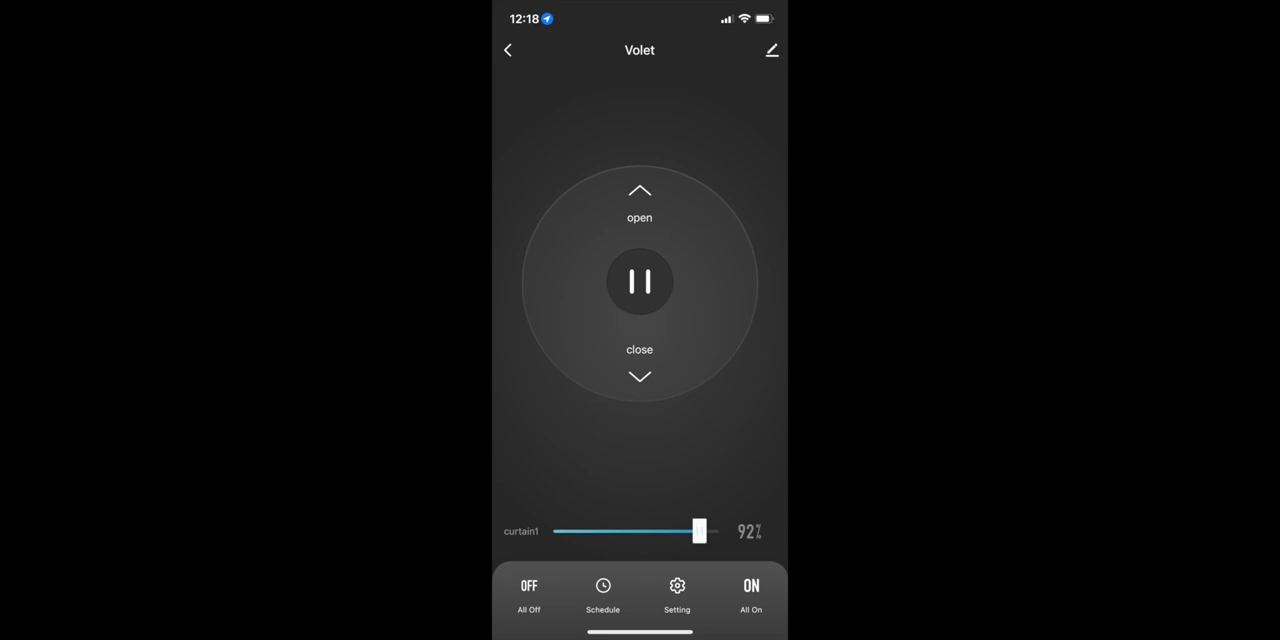 12:18
Volet
open
close
curtain1 92%
OFF ON
All Off Schedule Setting All On